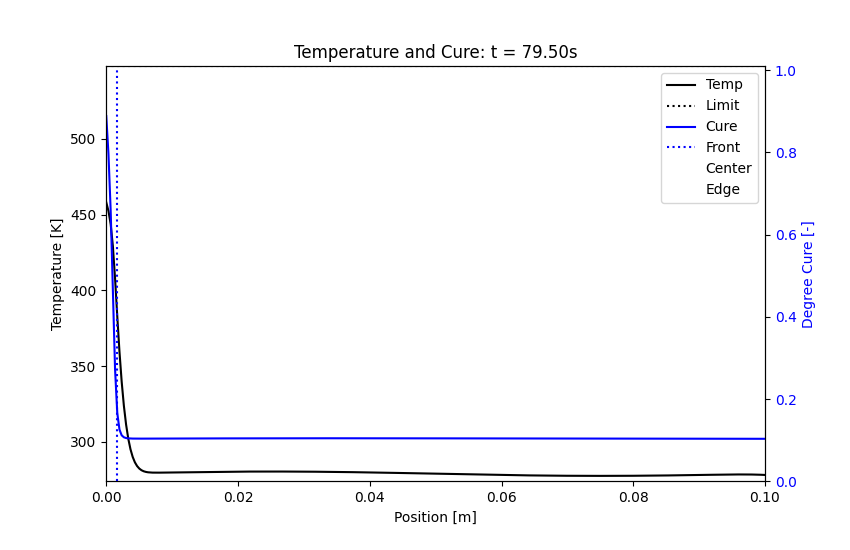 Temperature and Cure: t = 79.50s
Temp
Limit
Cure
Front
Center
Edge
500
450
400
350
300
Temperature [K]
1.0
0.8
0.6
0.4
0.2
0.0
Degree Cure [-]
0.00 0.02 0.04 0.06 0.08 0.10
Position [m]